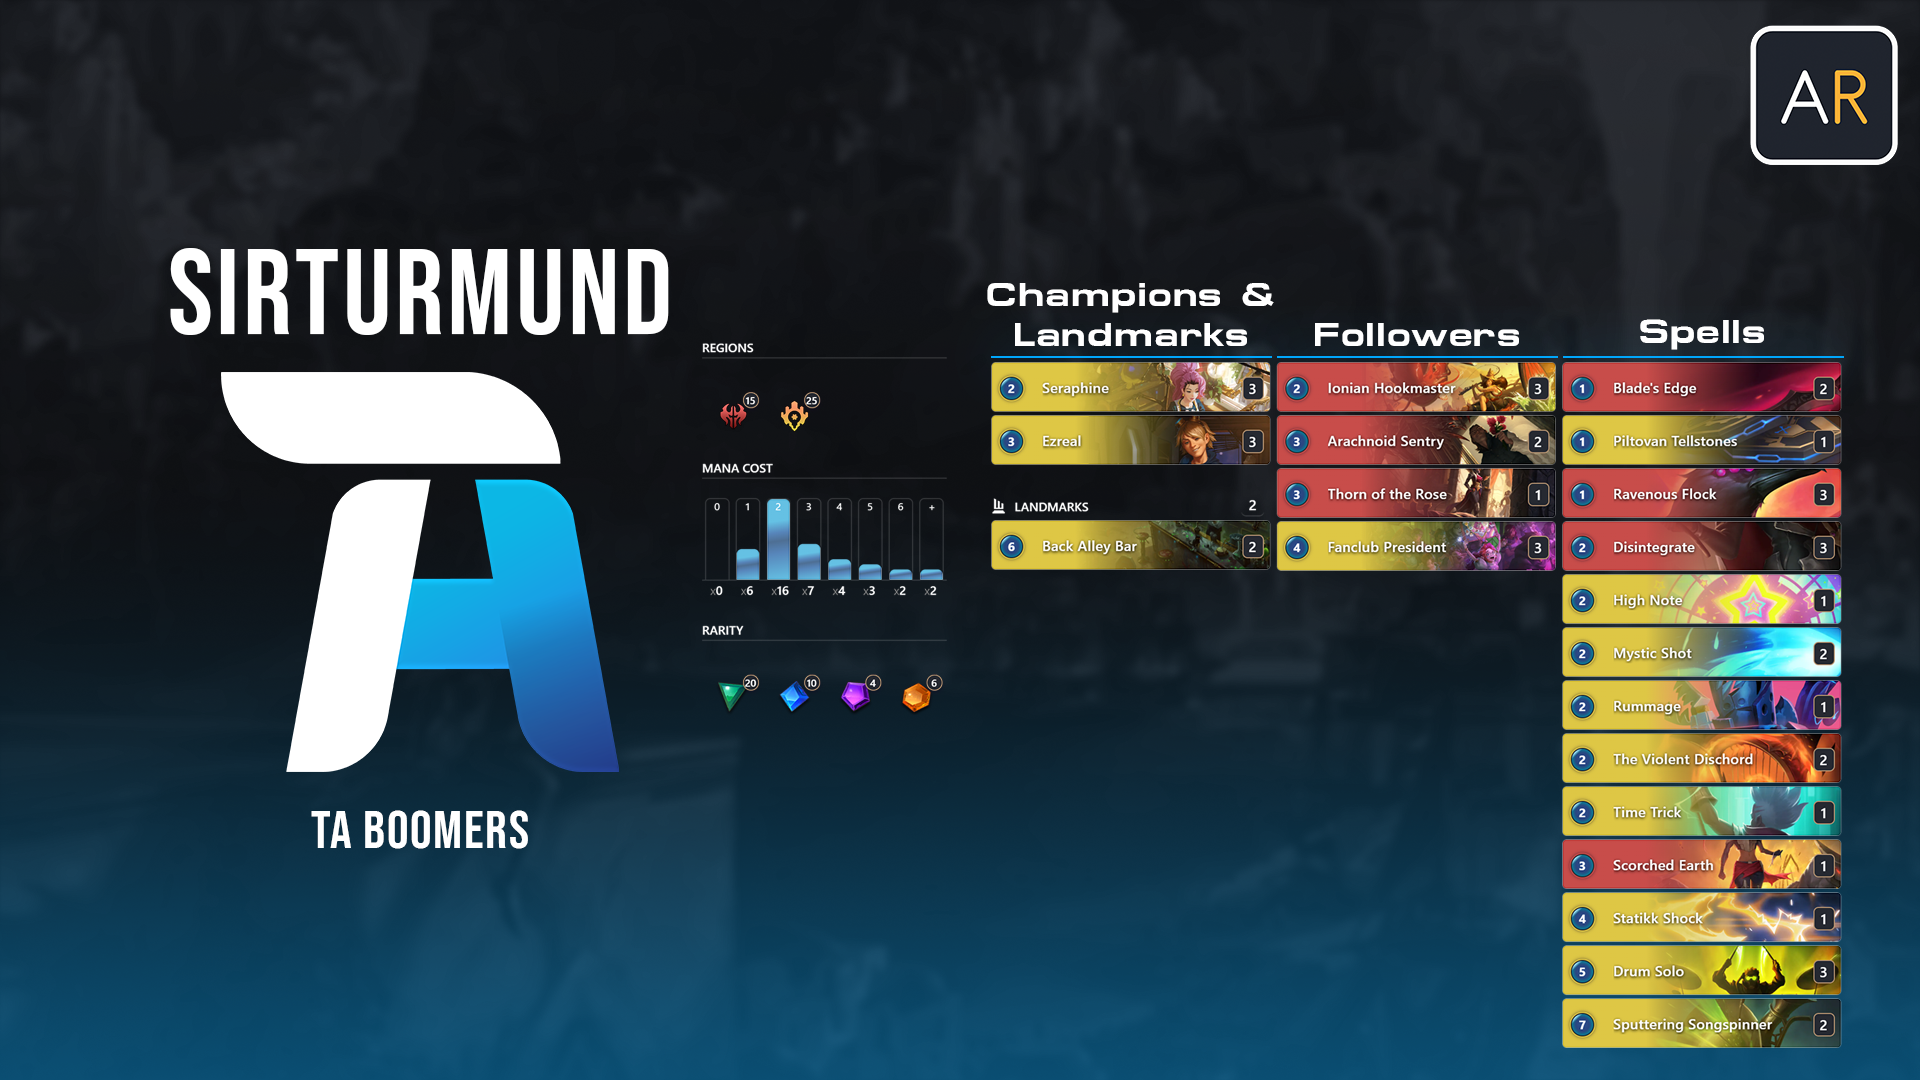 AR
SIRTURMUND
TA BOOMERS
REGIONS
15
25
MANA COST
0 1 2 3 4 5 6 +
x0 x6 x16 x7 x4 x3 x2 x2
RARITY
20
10
4
6
Champions &
Landmarks
2 Seraphine 3
3 Ezreal 3
LANDMARKS 2
6 Back Alley Bar 2
Followers
2 Ionian Hookmaster 3
3 Arachnoid Sentry 2
3 Thorn of the Rose 1
4 Fanclub President 3
Spells
1 Blade's Edge 2
1 Piltovan Tellstones 1
1 Ravenous Flock 3
2 Disintegrate 3
2 High Note 1
2 Mystic Shot 2
2 Rummage 1
2 The Violent Dischord 2
2 Time Trick 1
3 Scorched Earth 1
4 Statikk Shock 1
5 Drum Solo 3
7 Sputtering Songspinner 2